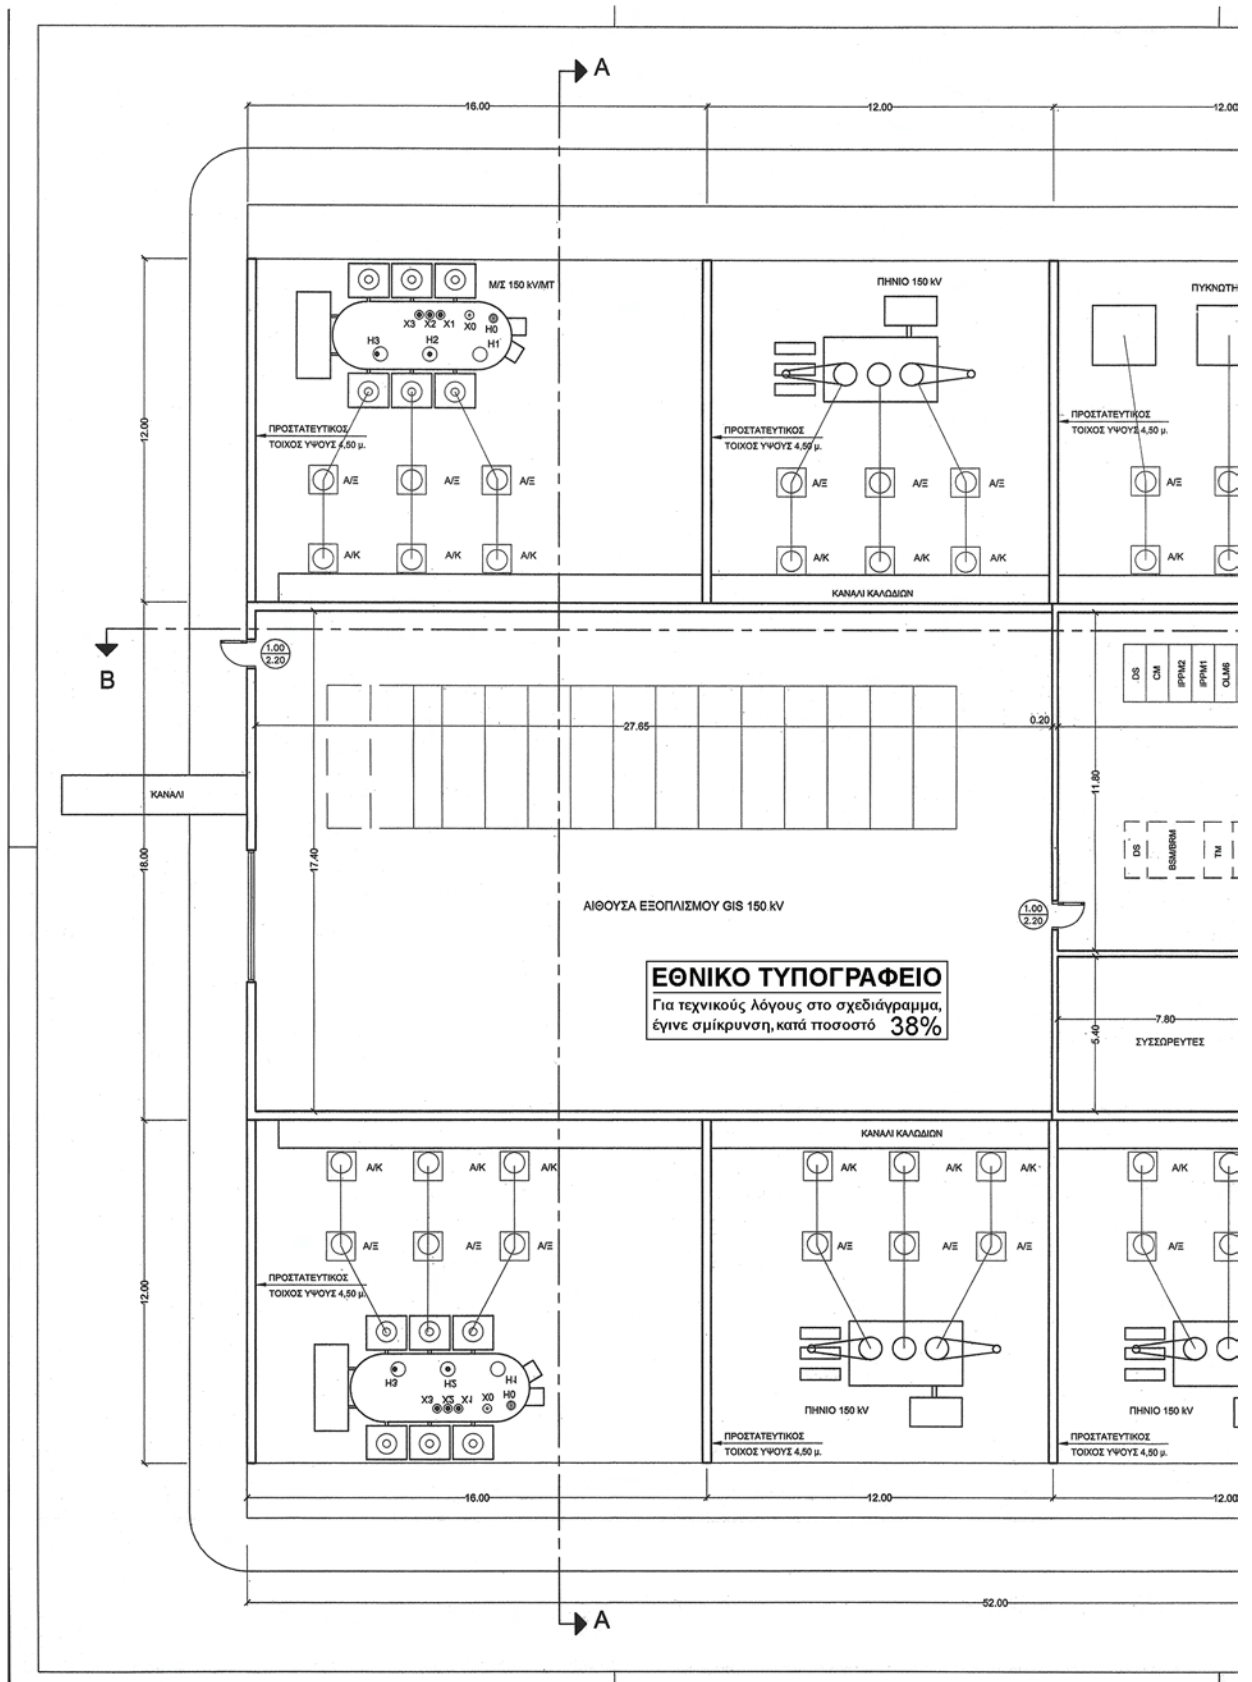 A
16.00
12.00
12.00
Μ/Σ 150 kV/MT
ΠΗΝΙΟ 150 kV
ΠΥΚΝΩΤΗ
X3 X2 X1 X0 H0
H3 H2 H1
ΠΡΟΣΤΑΤΕΥΤΙΚΟΣ
ΤΟΙΧΟΣ ΥΨΟΥΣ 4,50 μ.
ΠΡΟΣΤΑΤΕΥΤΙΚΟΣ
ΤΟΙΧΟΣ ΥΨΟΥΣ 4,50 μ.
ΠΡΟΣΤΑΤΕΥΤΙΚΟΣ
ΤΟΙΧΟΣ ΥΨΟΥΣ 4,50 μ.
12.00
Α/Ξ Α/Ξ Α/Ξ Α/Ξ Α/Ξ Α/Ξ Α/Ξ
Α/Κ Α/Κ Α/Κ Α/Κ Α/Κ Α/Κ Α/Κ
ΚΑΝΑΛΙ ΚΑΛΩΔΙΩΝ
B
1.00
2.20
DS
CM
IPPM2
IPPM1
OLM6
27.65
0.20
ΚΑΝΑΛΙ
11.80
18.00
17.40
DS
BSM/BRM
TM
ΑΙΘΟΥΣΑ ΕΞΟΠΛΙΣΜΟΥ GIS 150 kV
1.00
2.20
ΕΘΝΙΚΟ ΤΥΠΟΓΡΑΦΕΙΟ
Για τεχνικούς λόγους στο σχεδιάγραμμα,
έγινε σμίκρυνση, κατά ποσοστό 38%
7.80
5.40
ΣΥΣΣΩΡΕΥΤΕΣ
ΚΑΝΑΛΙ ΚΑΛΩΔΙΩΝ
Α/Κ Α/Κ Α/Κ Α/Κ Α/Κ Α/Κ Α/Κ
Α/Ξ Α/Ξ Α/Ξ Α/Ξ Α/Ξ Α/Ξ Α/Ξ
12.00
ΠΡΟΣΤΑΤΕΥΤΙΚΟΣ
ΤΟΙΧΟΣ ΥΨΟΥΣ 4,50 μ.
H3 H2 H1
X3 X2 X1 X0 H0
ΠΗΝΙΟ 150 kV
ΠΗΝΙΟ 150 kV
ΠΡΟΣΤΑΤΕΥΤΙΚΟΣ
ΤΟΙΧΟΣ ΥΨΟΥΣ 4,50 μ.
ΠΡΟΣΤΑΤΕΥΤΙΚΟΣ
ΤΟΙΧΟΣ ΥΨΟΥΣ 4,50 μ.
16.00
12.00
12.00
52.00
A